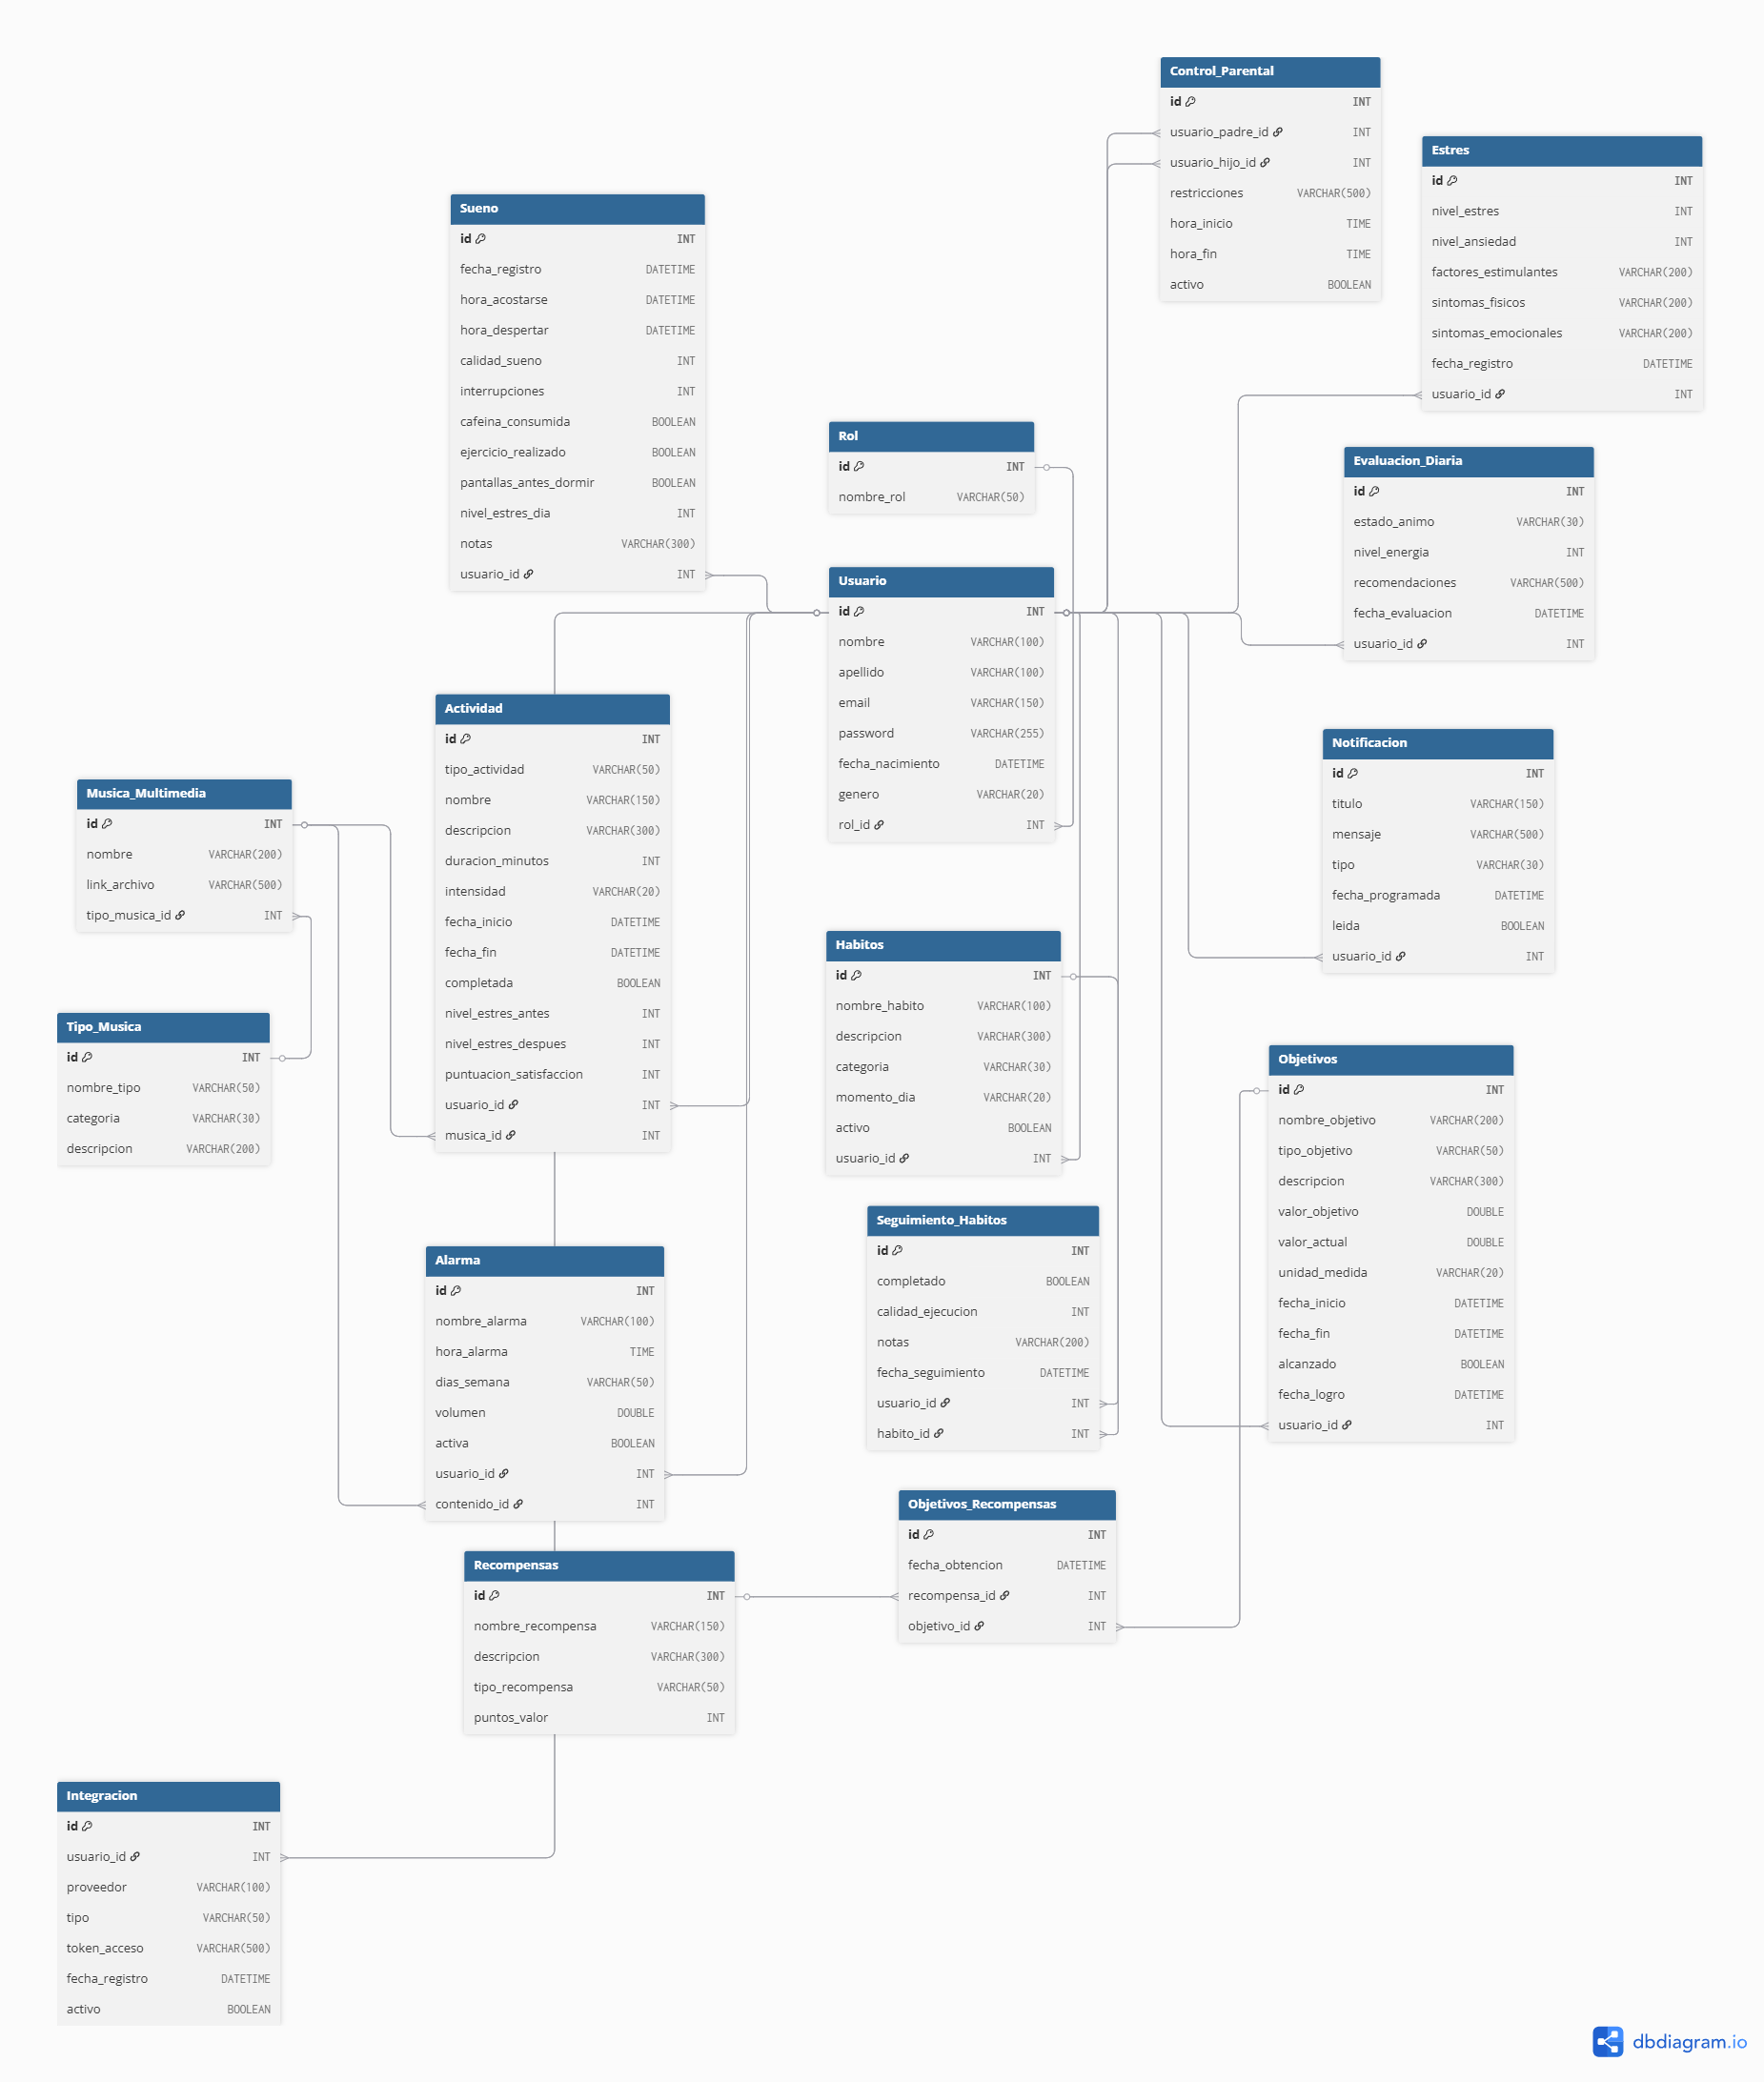 Control_Parental
id INT
usuario_padre_id INT
usuario_hijo_id INT
restricciones VARCHAR(500)
hora_inicio TIME
hora_fin TIME
activo BOOLEAN
Estres
id INT
nivel_estres INT
nivel_ansiedad INT
factores_estimulantes VARCHAR(200)
sintomas_fisicos VARCHAR(200)
sintomas_emocionales VARCHAR(200)
fecha_registro DATETIME
usuario_id INT
Sueno
id INT
fecha_registro DATETIME
hora_acostarse DATETIME
hora_despertar DATETIME
calidad_sueno INT
interrupciones INT
cafeina_consumida BOOLEAN
ejercicio_realizado BOOLEAN
pantallas_antes_dormir BOOLEAN
nivel_estres_dia INT
notas VARCHAR(300)
usuario_id INT
Rol
id INT
nombre_rol VARCHAR(50)
Evaluacion_Diaria
id INT
estado_animo VARCHAR(30)
nivel_energia INT
recomendaciones VARCHAR(500)
fecha_evaluacion DATETIME
usuario_id INT
Usuario
id INT
nombre VARCHAR(100)
apellido VARCHAR(100)
email VARCHAR(150)
password VARCHAR(255)
fecha_nacimiento DATETIME
genero VARCHAR(20)
rol_id INT
Actividad
id INT
tipo_actividad VARCHAR(50)
nombre VARCHAR(150)
descripcion VARCHAR(300)
duracion_minutos INT
intensidad VARCHAR(20)
fecha_inicio DATETIME
fecha_fin DATETIME
completada BOOLEAN
nivel_estres_antes INT
nivel_estres_despues INT
puntuacion_satisfaccion INT
usuario_id INT
musica_id INT
Notificacion
id INT
titulo VARCHAR(150)
mensaje VARCHAR(500)
tipo VARCHAR(30)
fecha_programada DATETIME
leida BOOLEAN
usuario_id INT
Musica_Multimedia
id INT
nombre VARCHAR(200)
link_archivo VARCHAR(500)
tipo_musica_id INT
Habitos
id INT
nombre_habito VARCHAR(100)
descripcion VARCHAR(300)
categoria VARCHAR(30)
momento_dia VARCHAR(20)
activo BOOLEAN
usuario_id INT
Tipo_Musica
id INT
nombre_tipo VARCHAR(50)
categoria VARCHAR(30)
descripcion VARCHAR(200)
Objetivos
id INT
nombre_objetivo VARCHAR(200)
tipo_objetivo VARCHAR(50)
descripcion VARCHAR(300)
valor_objetivo DOUBLE
valor_actual DOUBLE
unidad_medida VARCHAR(20)
fecha_inicio DATETIME
fecha_fin DATETIME
alcanzado BOOLEAN
fecha_logro DATETIME
usuario_id INT
Seguimiento_Habitos
id INT
completado BOOLEAN
calidad_ejecucion INT
notas VARCHAR(200)
fecha_seguimiento DATETIME
usuario_id INT
habito_id INT
Alarma
id INT
nombre_alarma VARCHAR(100)
hora_alarma TIME
dias_semana VARCHAR(50)
volumen DOUBLE
activa BOOLEAN
usuario_id INT
contenido_id INT
Objetivos_Recompensas
id INT
fecha_obtencion DATETIME
recompensa_id INT
objetivo_id INT
Recompensas
id INT
nombre_recompensa VARCHAR(150)
descripcion VARCHAR(300)
tipo_recompensa VARCHAR(50)
puntos_valor INT
Integracion
id INT
usuario_id INT
proveedor VARCHAR(100)
tipo VARCHAR(50)
token_acceso VARCHAR(500)
fecha_registro DATETIME
activo BOOLEAN
dbdiagram.io